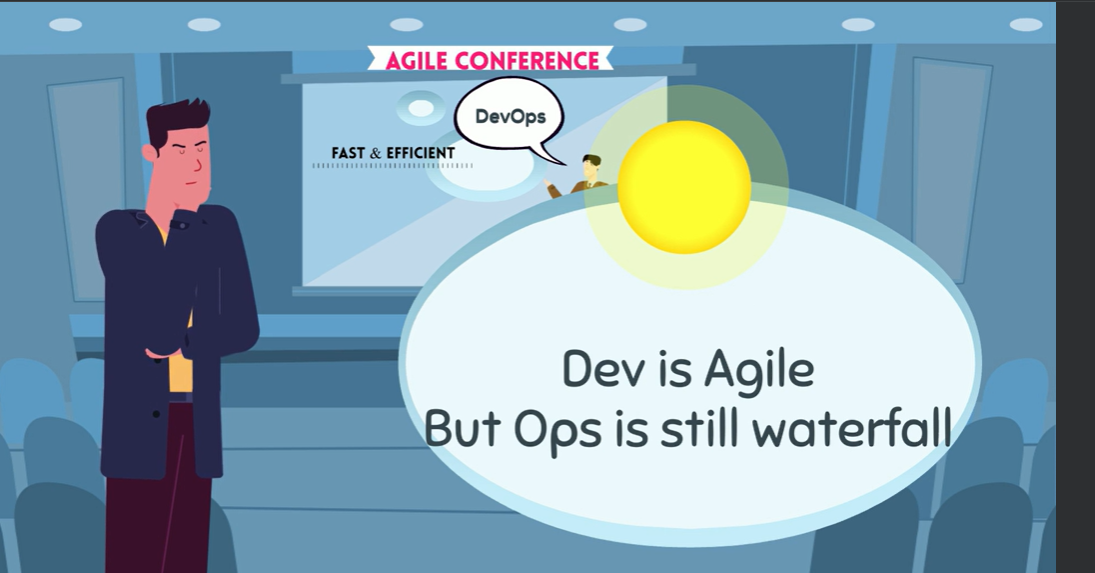 AGILE CONFERENCE
DevOps
FAST & EFFICIENT
Dev is Agile
But Ops is still waterfall